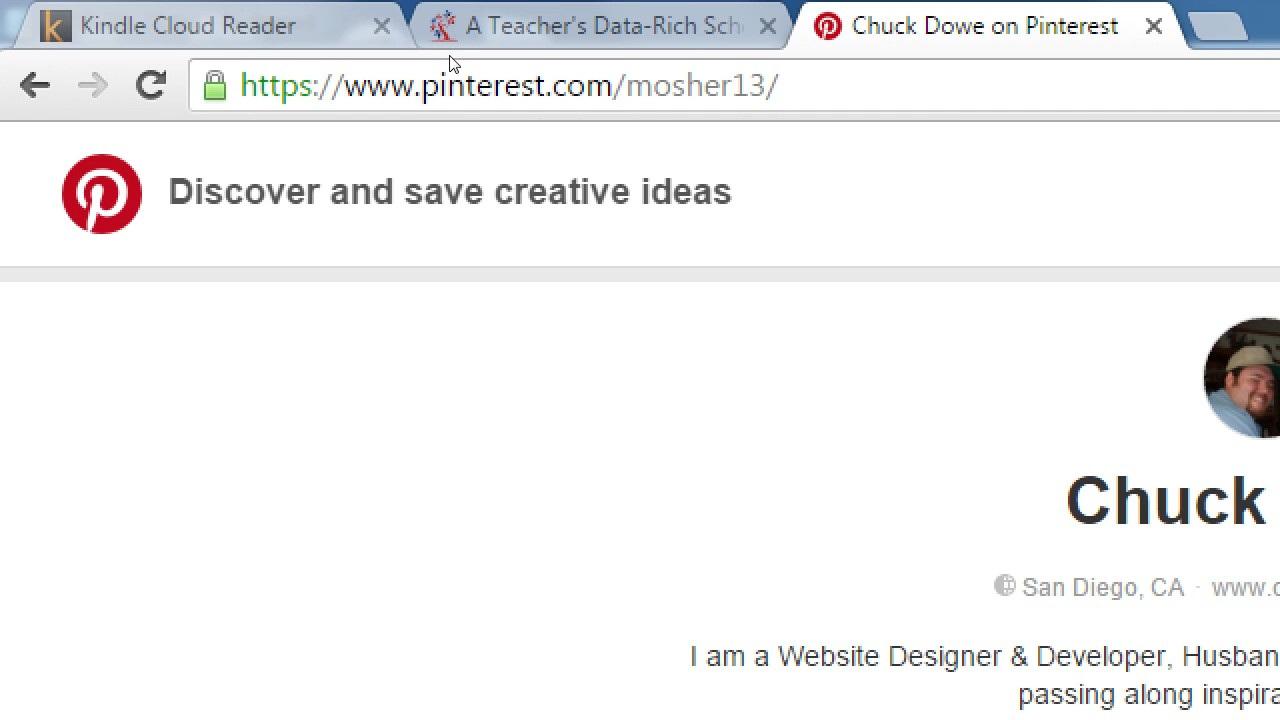 Kindle Cloud Reader
A Teacher's Data-Rich Sch
Chuck Dowe on Pinterest
https://www.pinterest.com/mosher13/
Discover and save creative ideas
Chuck
San Diego, CA · www.c
I am a Website Designer & Developer, Husban
passing along inspira